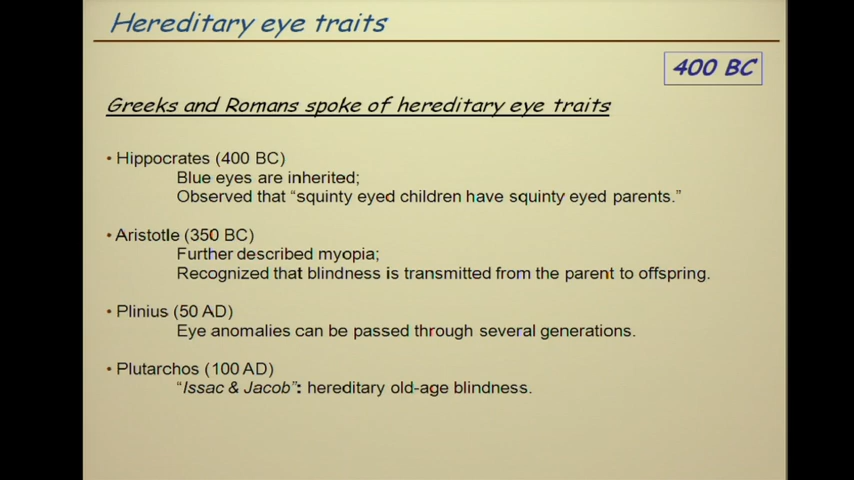 Hereditary eye traits
400 BC
Greeks and Romans spoke of hereditary eye traits
• Hippocrates (400 BC)
Blue eyes are inherited;
Observed that “squinty eyed children have squinty eyed parents.”
• Aristotle (350 BC)
Further described myopia;
Recognized that blindness is transmitted from the parent to offspring.
• Plinius (50 AD)
Eye anomalies can be passed through several generations.
• Plutarchos (100 AD)
“Issac & Jacob”: hereditary old-age blindness.